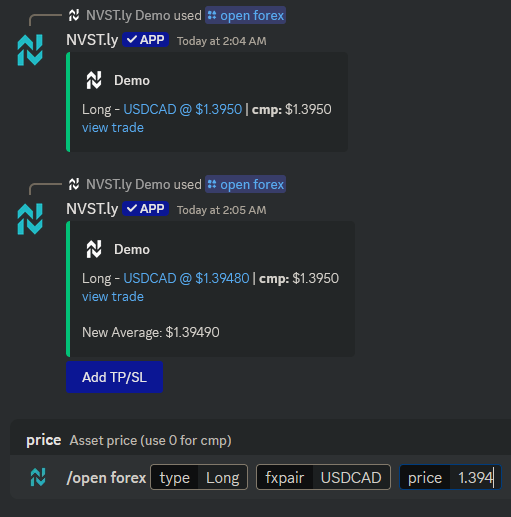 NVST.ly Demo used open forex
NVST.ly ✓ APP Today at 2:04 AM
Demo
Long - USDCAD @ $1.3950 | cmp: $1.3950
view trade
NVST.ly Demo used open forex
NVST.ly ✓ APP Today at 2:05 AM
Demo
Long - USDCAD @ $1.39480 | cmp: $1.3950
view trade
New Average: $1.39490
Add TP/SL
price Asset price (use 0 for cmp)
/open forex type Long fxpair USDCAD price 1.394